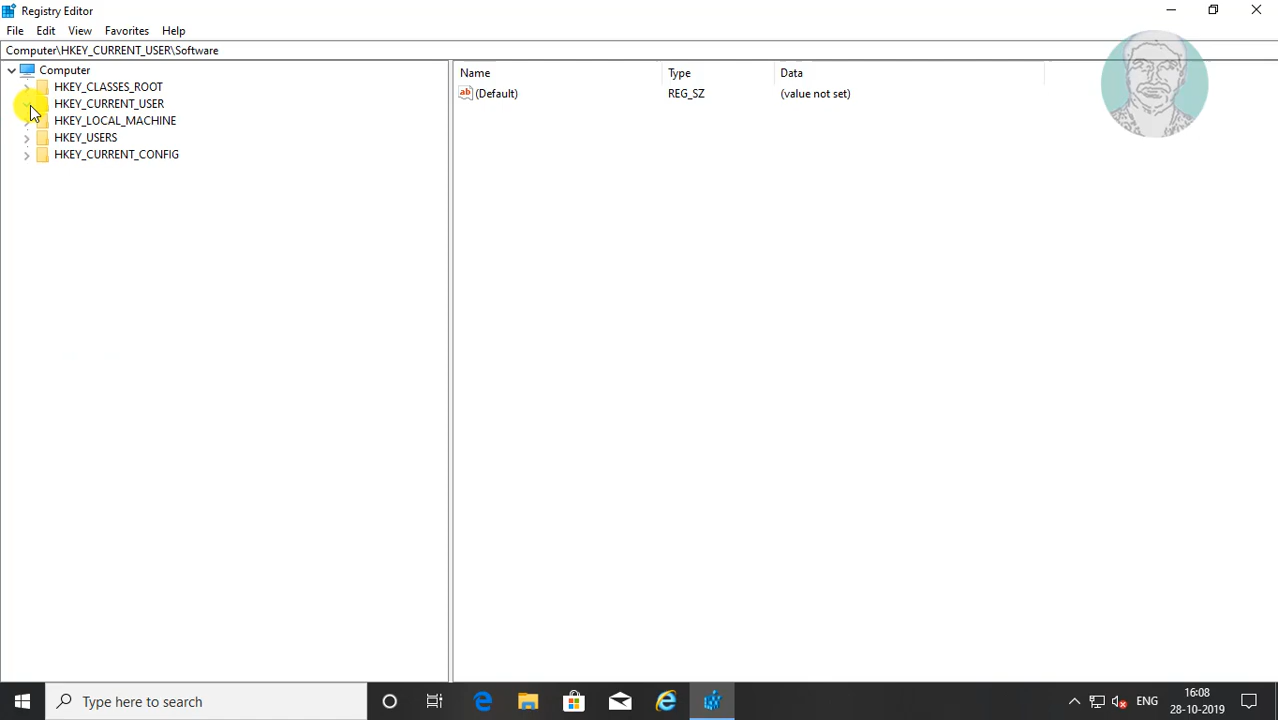 Registry Editor
File Edit View Favorites Help
Computer\HKEY_CURRENT_USER\Software
Computer
HKEY_CLASSES_ROOT
HKEY_CURRENT_USER
HKEY_LOCAL_MACHINE
HKEY_USERS
HKEY_CURRENT_CONFIG
Name Type Data
ab (Default) REG_SZ (value not set)
Type here to search
ENG
16:08
28-10-2019